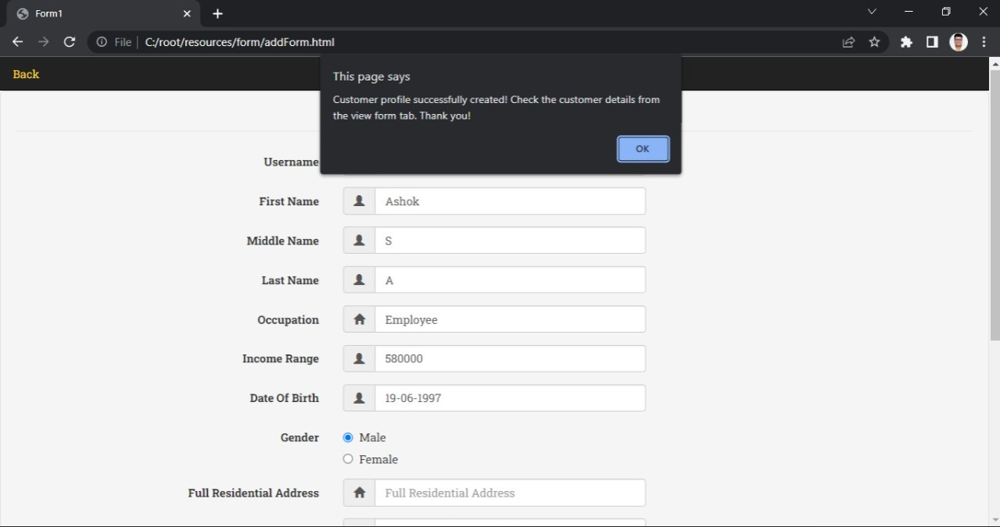 Form1
File
C:/root/resources/form/addForm.html
Back
This page says
Customer profile successfully created! Check the customer details from
the view form tab. Thank you!
OK
Username
First Name
Ashok
Middle Name
S
Last Name
A
Occupation
Employee
Income Range
580000
Date Of Birth
19-06-1997
Gender
Male
Female
Full Residential Address
Full Residential Address